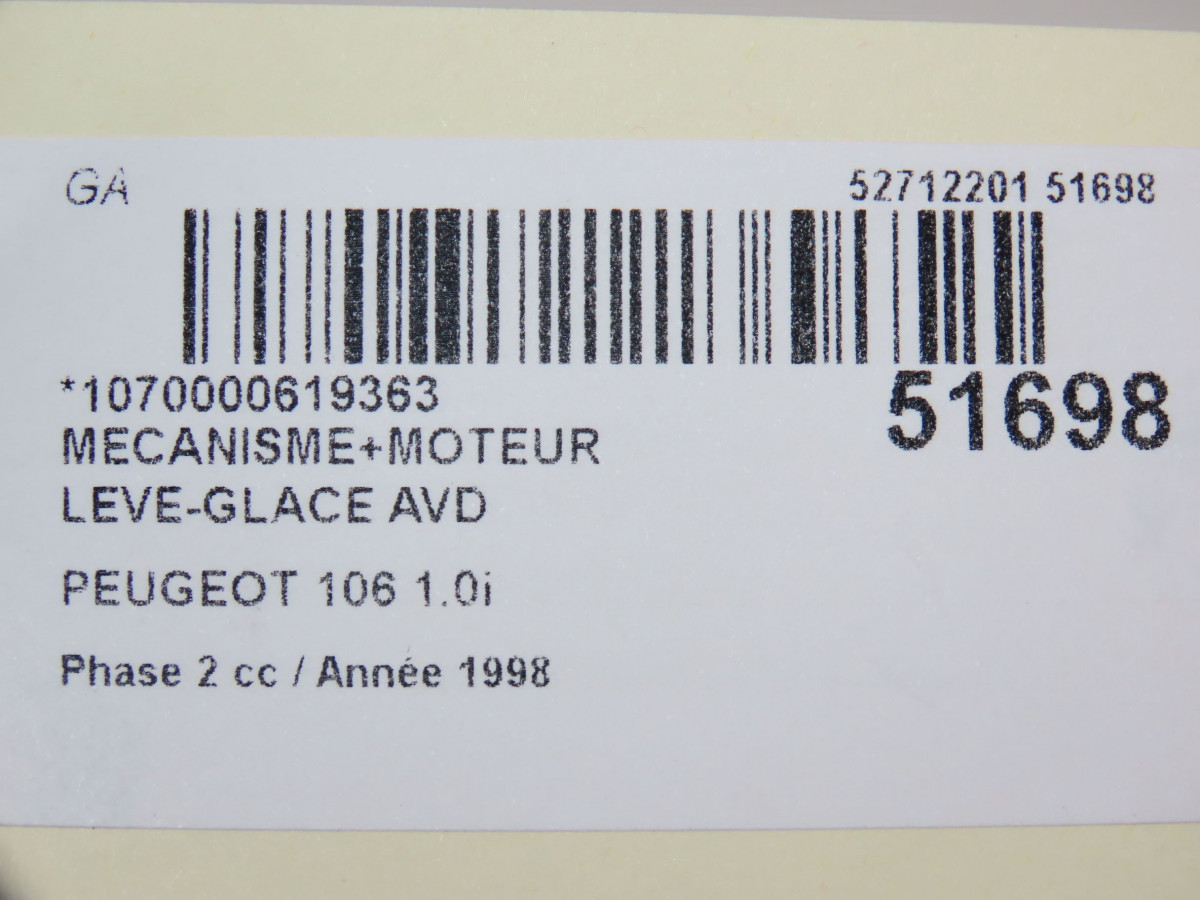 GA
52712201 51698
*1070000619363
51698
MECANISME+MOTEUR
LEVE-GLACE AVD
PEUGEOT 106 1.0i
Phase 2 cc / Année 1998